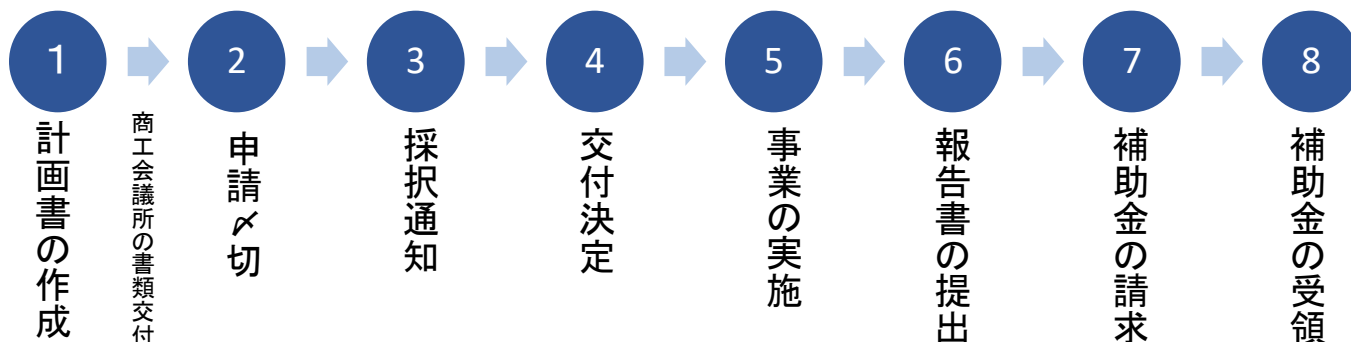 1
計画書の作成
商工会議所の書類交付
2
申請〆切
3
採択通知
4
交付決定
5
事業の実施
6
報告書の提出
7
補助金の請求
8
補助金の受領